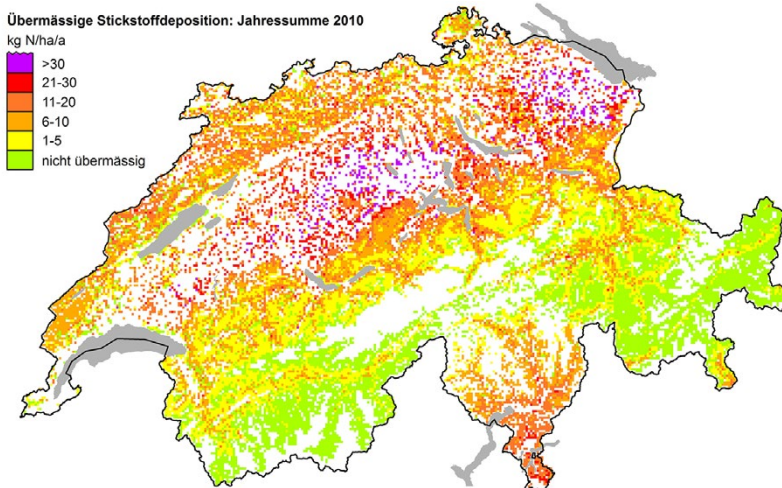 Übermässige Stickstoffdeposition: Jahressumme 2010
kg N/ha/a
>30
21-30
11-20
6-10
1-5
nicht übermässig